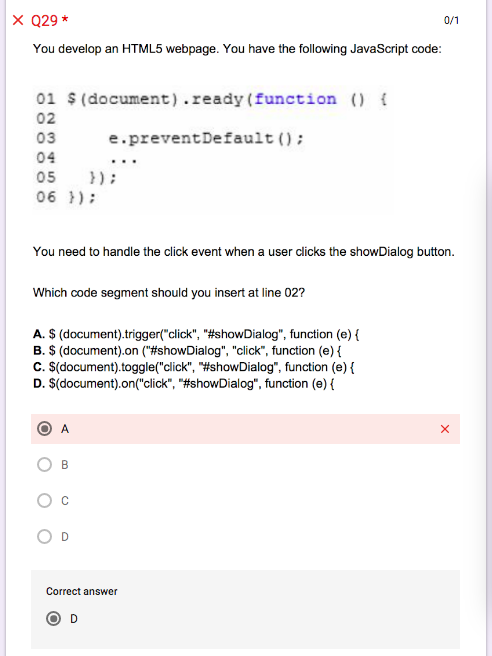 × Q29 *
0/1
You develop an HTML5 webpage. You have the following JavaScript code:
01 $(document).ready(function () {
02
03 e.preventDefault();
04 ...
05 });
06 });
You need to handle the click event when a user clicks the showDialog button.
Which code segment should you insert at line 02?
A. $ (document).trigger("click", "#showDialog", function (e) {
B. $ (document).on ("#showDialog", "click", function (e) {
C. $(document).toggle("click", "#showDialog", function (e) {
D. $(document).on("click", "#showDialog", function (e) {
A ×
B
C
D
Correct answer
D